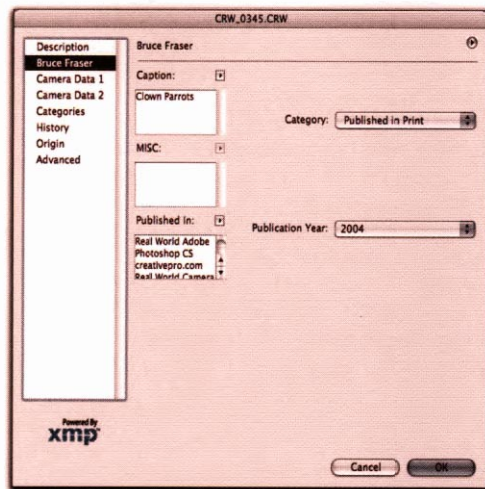 CRW_0345.CRW
Description
Bruce Fraser
Camera Data 1
Camera Data 2
Categories
History
Origin
Advanced
Bruce Fraser
Caption:
Clown Parrots
Category: Published in Print
MISC:
Published In:
Real World Adobe
Photoshop CS
creativepro.com
Real World Camera
Publication Year: 2004
Powered By
xmp
Cancel
OK